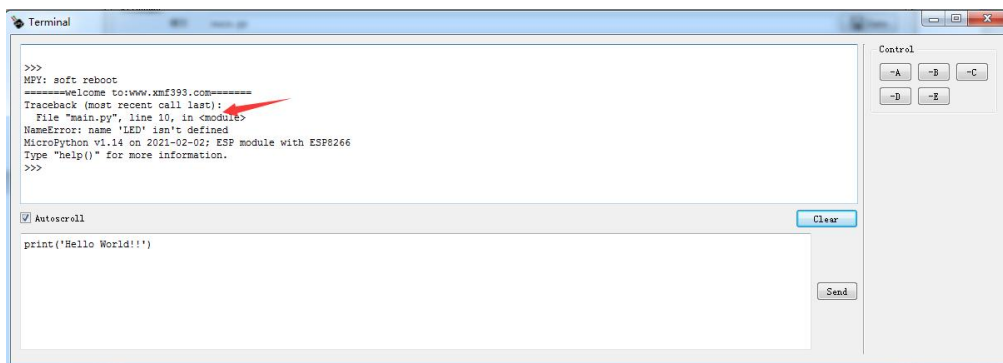 Terminal
>>>
MPY: soft reboot
=======welcome to:www.xmf393.com=======
Traceback (most recent call last):
  File "main.py", line 10, in <module>
NameError: name 'LED' isn't defined
MicroPython v1.14 on 2021-02-02; ESP module with ESP8266
Type "help()" for more information.
>>>
Autoscroll
Clear
print('Hello World!!')
Send
Control
-A -B -C
-D -E